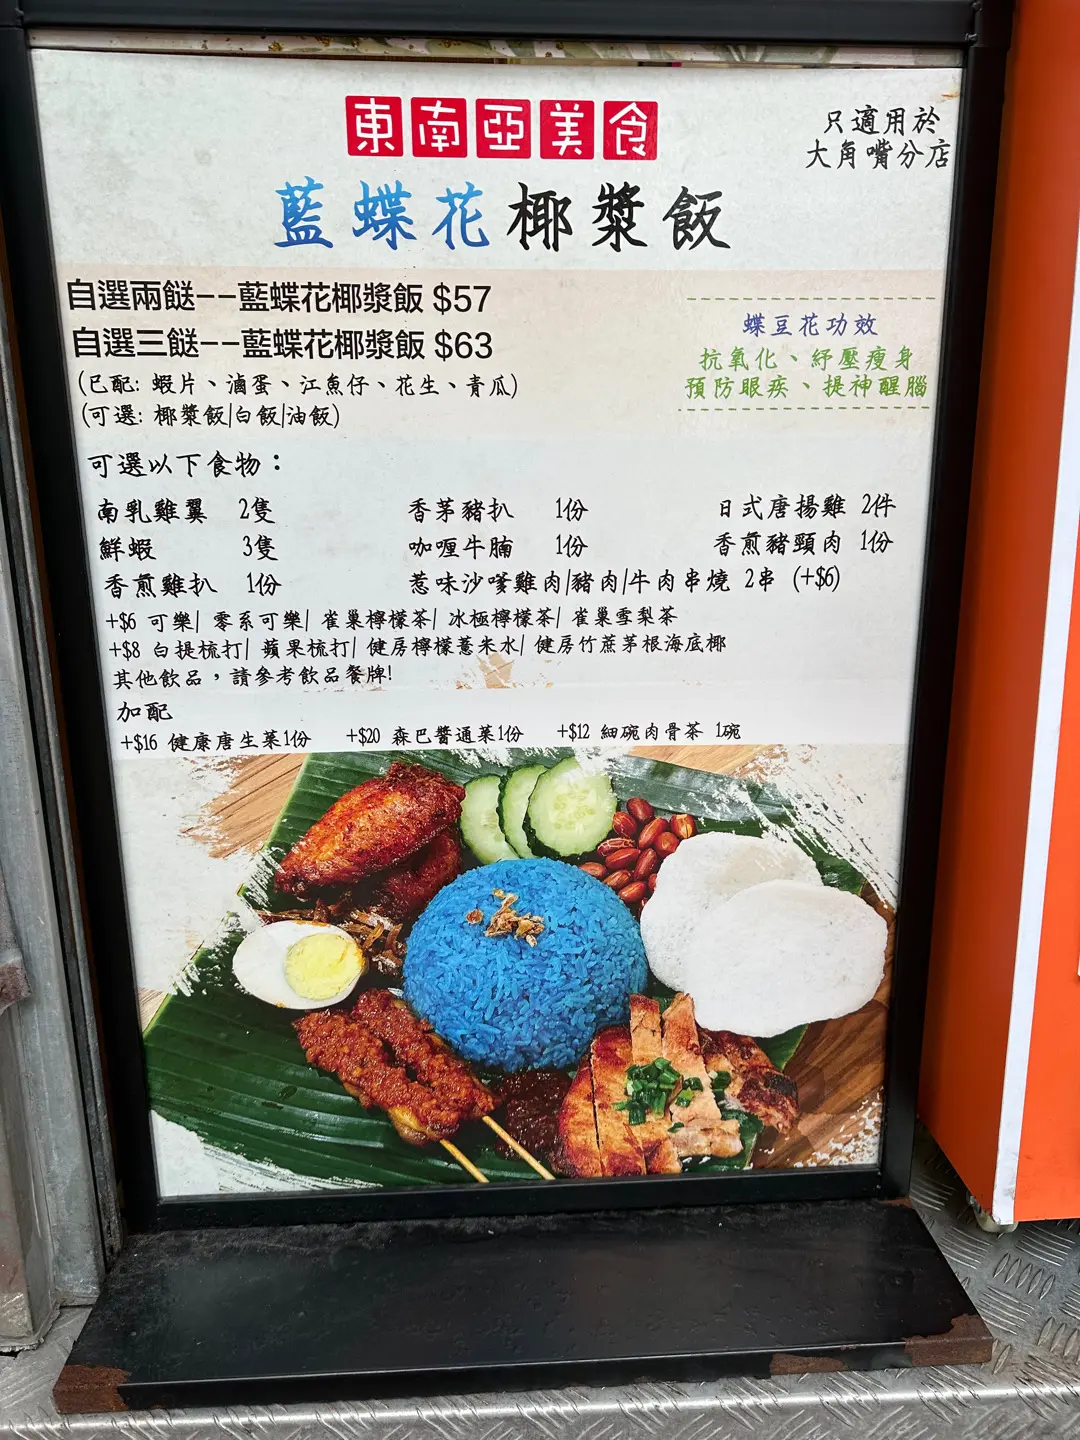 東南亞美食
只適用於
大角嘴分店
藍蝶花椰漿飯
自選兩餸--藍蝶花椰漿飯 $57
自選三餸--藍蝶花椰漿飯 $63
(已配: 蝦片、滷蛋、江魚仔、花生、青瓜)
(可選: 椰漿飯|白飯|油飯)
蝶豆花功效
抗氧化、紓壓瘦身
預防眼疾、提神醒腦
可選以下食物：
南乳雞翼 2隻 香茅豬扒 1份 日式唐揚雞 2件
鮮蝦 3隻 咖喱牛腩 1份 香煎豬頸肉 1份
香煎雞扒 1份 惹味沙嗲雞肉|豬肉|牛肉串燒 2串 (+$6)
+$6 可樂| 零系可樂| 雀巢檸檬茶| 冰極檸檬茶| 雀巢雪梨茶
+$8 白提梳打| 蘋果梳打| 健房檸檬薏米水| 健房竹蔗茅根海底椰
其他飲品，請參考飲品餐牌!
加配
+$16 健康唐生菜1份 +$20 森巴醬通菜1份 +$12 細碗肉骨茶 1碗